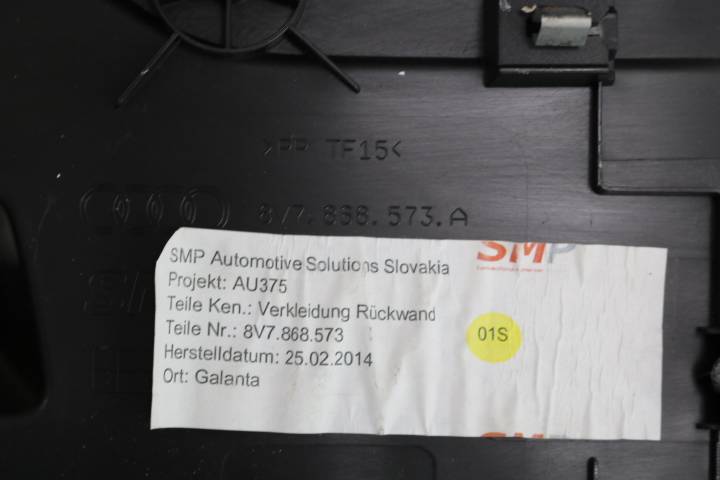 >PP TF15<
8V7.868.573.A
SMP
SMP Automotive Solutions Slovakia
Projekt: AU375
Teile Ken.: Verkleidung Rückwand
Teile Nr.: 8V7.868.573
01S
Herstelldatum: 25.02.2014
Ort: Galanta